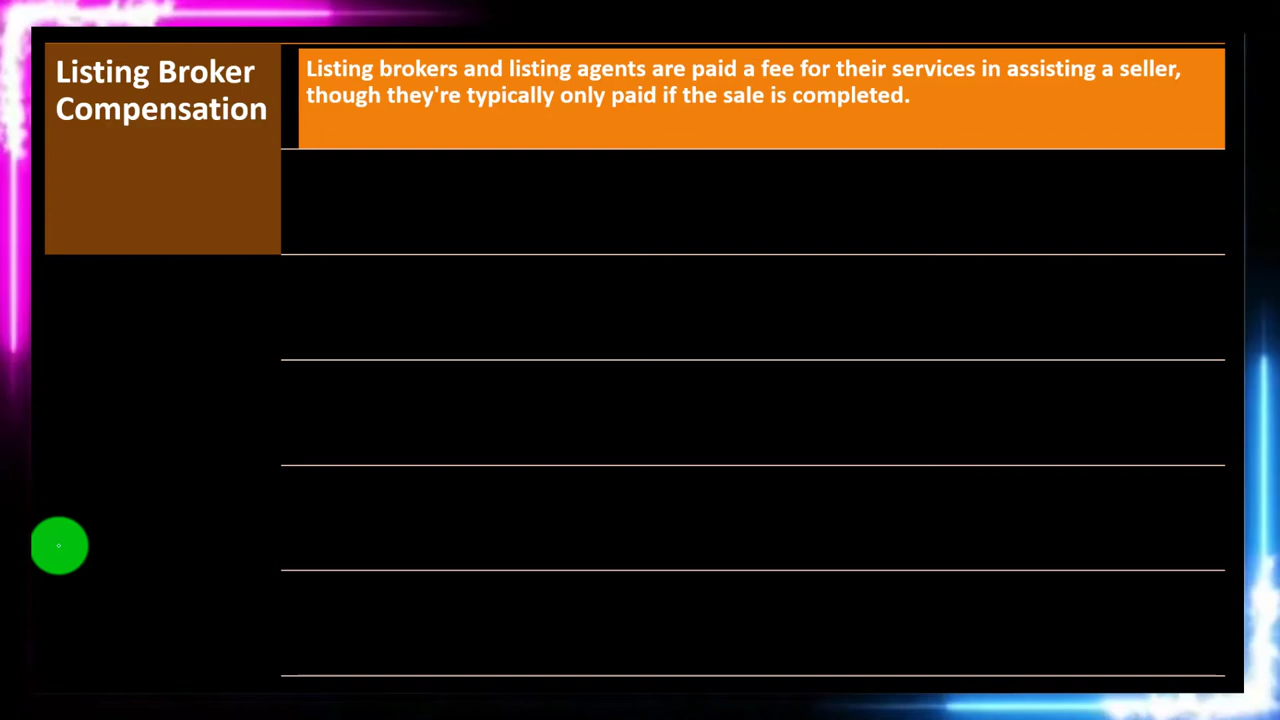 Listing Broker
Compensation
Listing brokers and listing agents are paid a fee for their services in assisting a seller,
though they're typically only paid if the sale is completed.